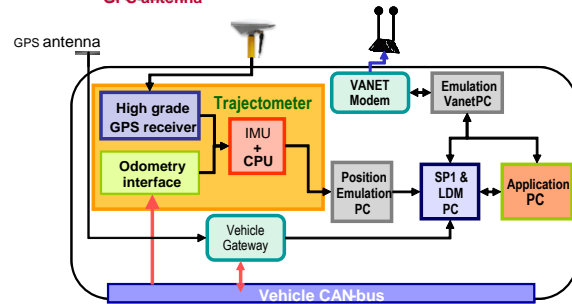 GPS antenna
GPS antenna
High grade
GPS receiver
Trajectometer
IMU
+
CPU
Odometry
interface
VANET
Modem
Emulation
VanetPC
Position
Emulation
PC
SP1 &
LDM
PC
Application
PC
Vehicle
Gateway
Vehicle CAN-bus